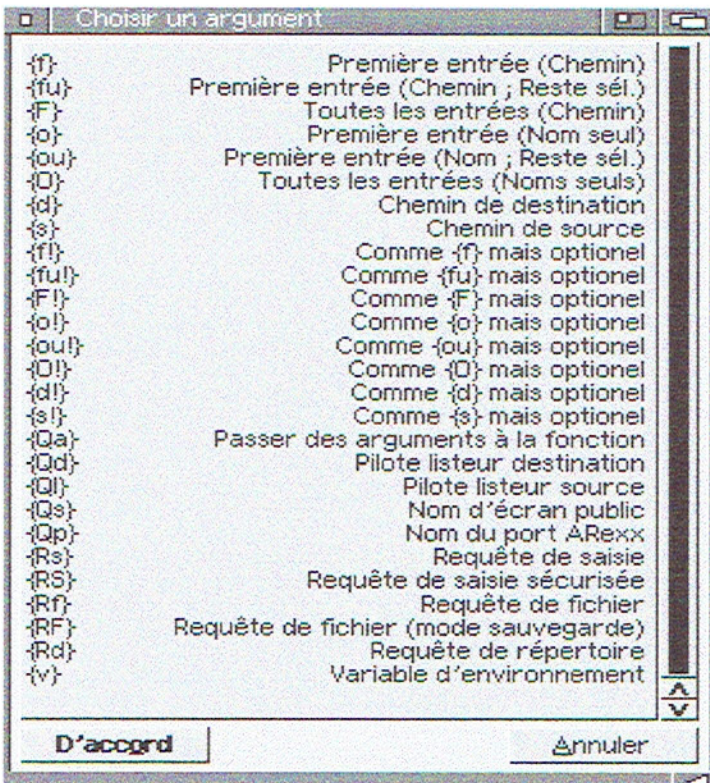 Choisir un argument
{f} Première entrée (Chemin)
{fu} Première entrée (Chemin ; Reste sél.)
{F} Toutes les entrées (Chemin)
{o} Première entrée (Nom seul)
{ou} Première entrée (Nom ; Reste sél.)
{O} Toutes les entrées (Noms seuls)
{d} Chemin de destination
{s} Chemin de source
{f!} Comme {f} mais optionel
{fu!} Comme {fu} mais optionel
{F!} Comme {F} mais optionel
{o!} Comme {o} mais optionel
{ou!} Comme {ou} mais optionel
{O!} Comme {O} mais optionel
{d!} Comme {d} mais optionel
{s!} Comme {s} mais optionel
{Qa} Passer des arguments à la fonction
{Qd} Pilote listeur destination
{Ql} Pilote listeur source
{Qs} Nom d'écran public
{Qp} Nom du port ARexx
{Rs} Requête de saisie
{RS} Requête de saisie sécurisée
{Rf} Requête de fichier
{RF} Requête de fichier (mode sauvegarde)
{Rd} Requête de répertoire
{v} Variable d'environnement
D'accord Annuler